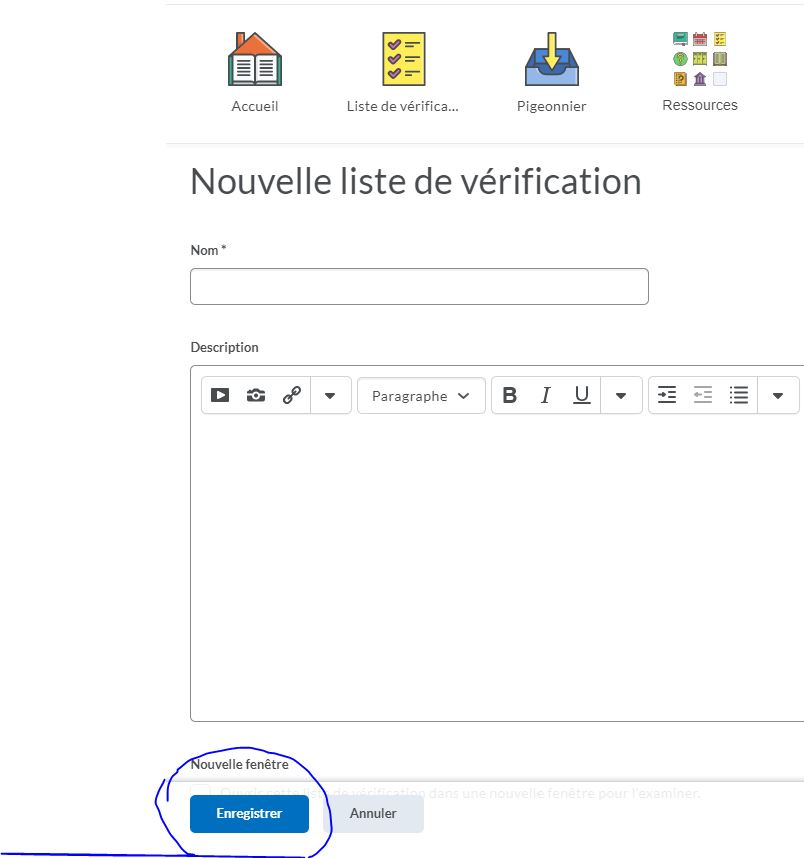 Accueil Liste de vérifica... Pigeonnier Ressources
Nouvelle liste de vérification
Nom *
Description
Paragraphe B I U
Nouvelle fenêtre
Ouvrir cette liste de vérification dans une nouvelle fenêtre pour l'examiner.
Enregistrer Annuler